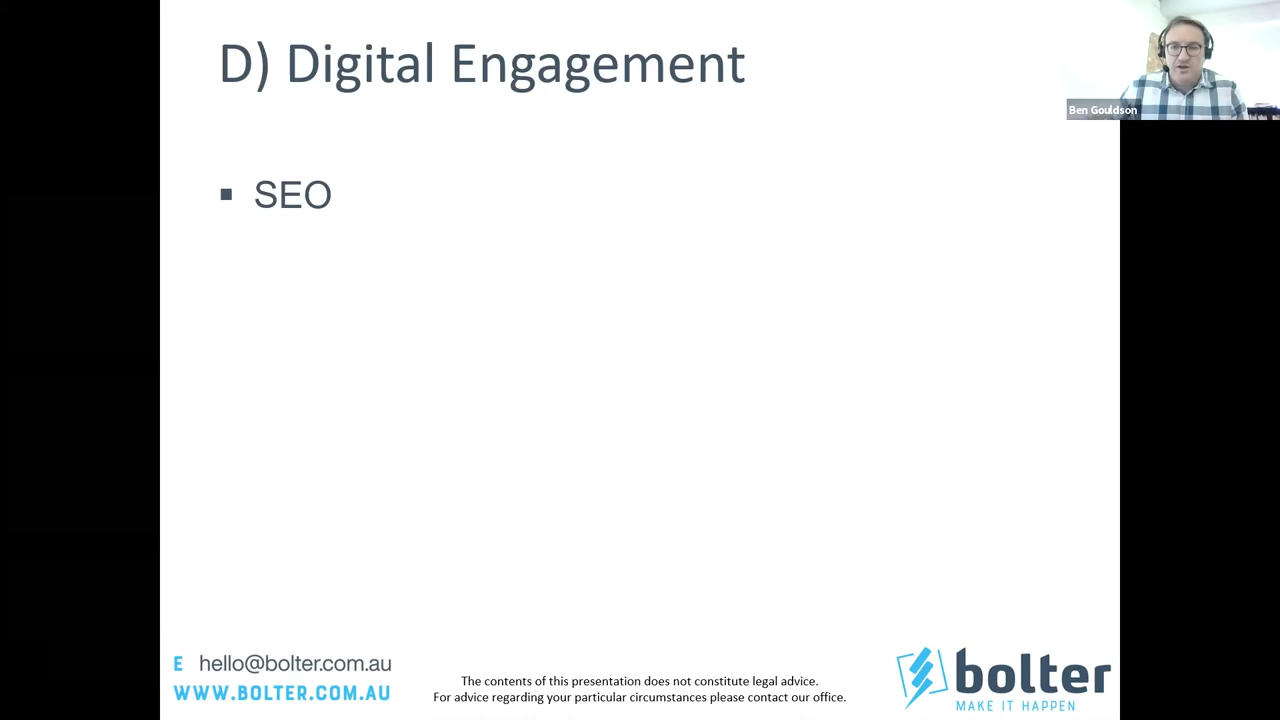 D) Digital Engagement
Ben Gouldson
▪ SEO
E hello@bolter.com.au
WWW.BOLTER.COM.AU
The contents of this presentation does not constitute legal advice.
For advice regarding your particular circumstances please contact our office.
bolter
MAKE IT HAPPEN